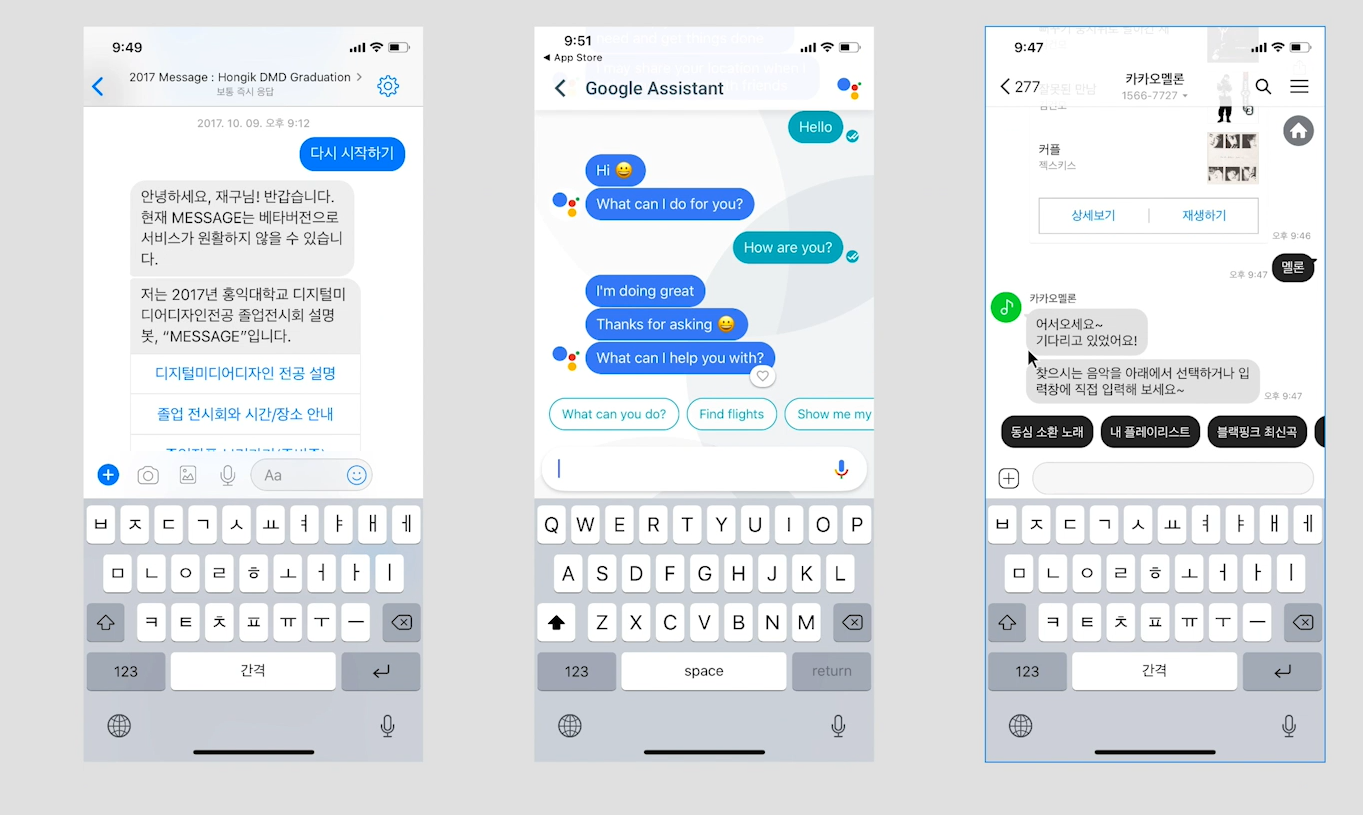 9:49
2017 Message : Hongik DMD Graduation
보통 즉시 응답
2017. 10. 09. 오후 9:12
다시 시작하기
안녕하세요, 재구님! 반갑습니다.
현재 MESSAGE는 베타버전으로
서비스가 원활하지 않을 수 있습니
다.
저는 2017년 홍익대학교 디지털미
디어디자인전공 졸업전시회 설명
봇, “MESSAGE”입니다.
디지털미디어디자인 전공 설명
졸업 전시회와 시간/장소 안내
Aa
ㅂ ㅈ ㄷ ㄱ ㅅ ㅛ ㅕ ㅑ ㅐ ㅔ
ㅁ ㄴ ㅇ ㄹ ㅎ ㅗ ㅓ ㅏ ㅣ
ㅋ ㅌ ㅊ ㅍ ㅠ ㅜ ㅡ
123 간격
9:51
App Store
Google Assistant
Hello
Hi
What can I do for you?
How are you?
I'm doing great
Thanks for asking
What can I help you with?
What can you do? Find flights Show me my
Q W E R T Y U I O P
A S D F G H J K L
Z X C V B N M
123 space return
9:47
277
카카오멜론
1566-7727
잘못된 만남
커플
젝스키스
상세보기 재생하기
오후 9:46
멜론
오후 9:47
카카오멜론
어서오세요~
기다리고 있었어요!
찾으시는 음악을 아래에서 선택하거나 입
력창에 직접 입력해 보세요~
오후 9:47
동심 소환 노래 내 플레이리스트 블랙핑크 최신곡
ㅂ ㅈ ㄷ ㄱ ㅅ ㅛ ㅕ ㅑ ㅐ ㅔ
ㅁ ㄴ ㅇ ㄹ ㅎ ㅗ ㅓ ㅏ ㅣ
ㅋ ㅌ ㅊ ㅍ ㅠ ㅜ ㅡ
123 간격